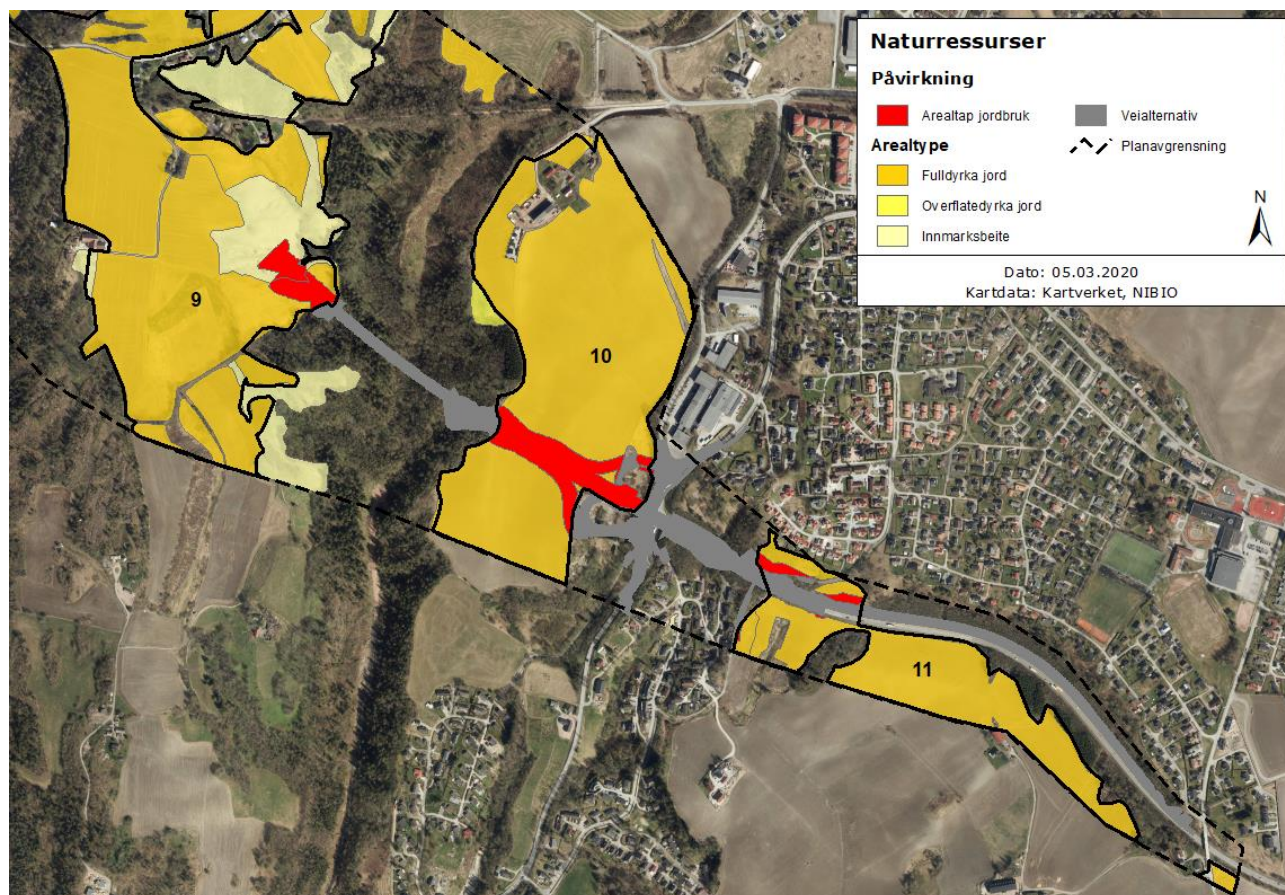 Naturressurser
Påvirkning
Arealtap jordbruk
Veialternativ
Arealtype
Planavgrensning
Fulldyrka jord
Overflatedyrka jord
Innmarksbeite
N
Dato: 05.03.2020
Kartdata: Kartverket, NIBIO
9
10
11